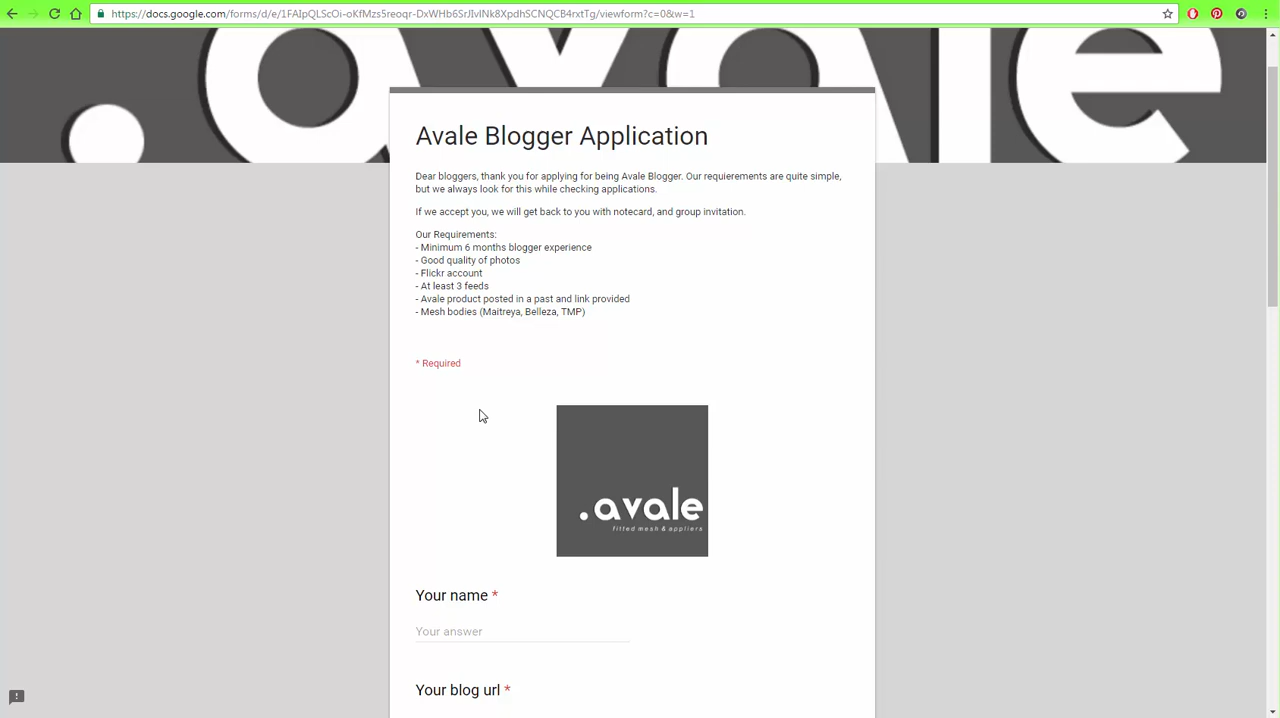 https://docs.google.com/forms/d/e/1FAIpQLScOi-oKfMzs5reoqr-DxWHb6SrJIvINk8XpdhSCNQCB4rxtTg/viewform?c=0&w=1
.avale
Avale Blogger Application
Dear bloggers, thank you for applying for being Avale Blogger. Our requierements are quite simple,
but we always look for this while checking applications.
If we accept you, we will get back to you with notecard, and group invitation.
Our Requirements:
- Minimum 6 months blogger experience
- Good quality of photos
- Flickr account
- At least 3 feeds
- Avale product posted in a past and link provided
- Mesh bodies (Maitreya, Belleza, TMP)
* Required
.avale
fitted mesh & appliers
Your name *
Your answer
Your blog url *